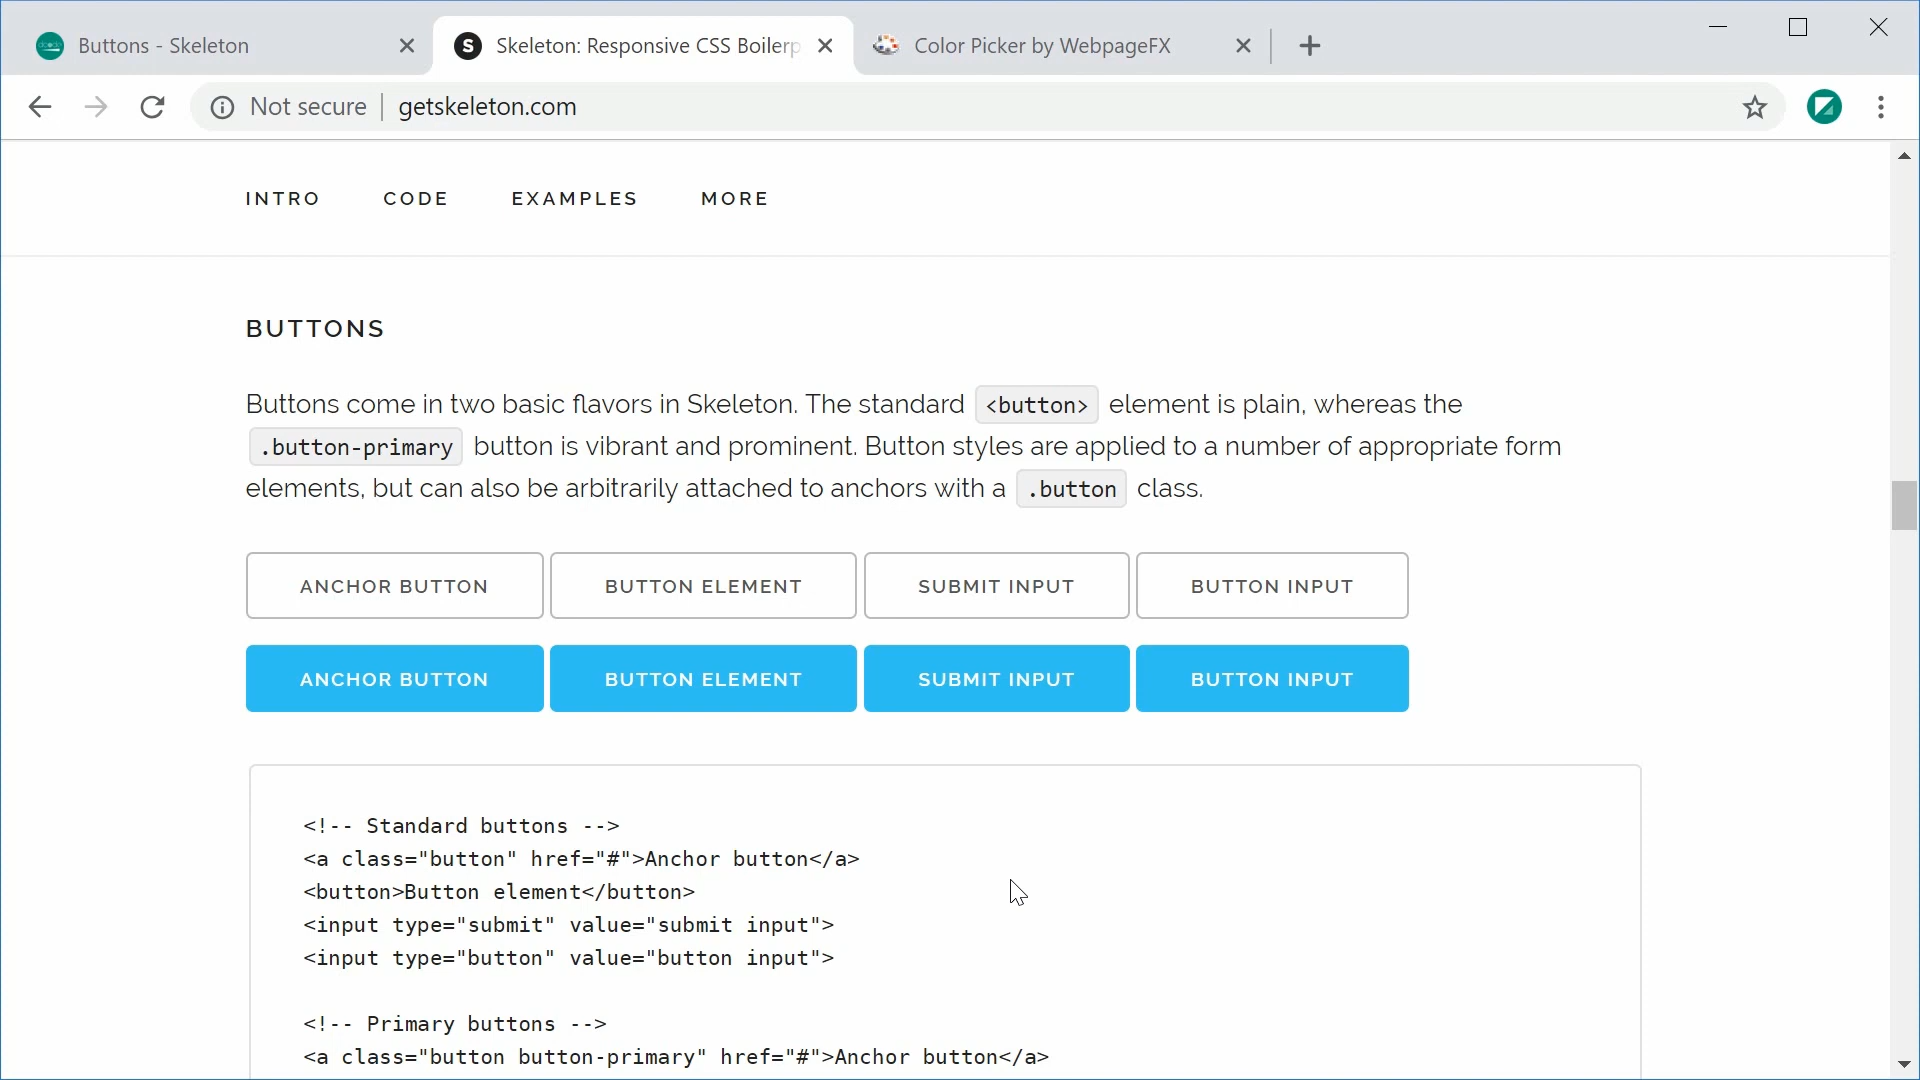 Buttons - Skeleton
Skeleton: Responsive CSS Boilerp
Color Picker by WebpageFX
Not secure
getskeleton.com
INTRO
CODE
EXAMPLES
MORE
BUTTONS
Buttons come in two basic flavors in Skeleton. The standard <button> element is plain, whereas the
.button-primary button is vibrant and prominent. Button styles are applied to a number of appropriate form
elements, but can also be arbitrarily attached to anchors with a .button class.
ANCHOR BUTTON
BUTTON ELEMENT
SUBMIT INPUT
BUTTON INPUT
ANCHOR BUTTON
BUTTON ELEMENT
SUBMIT INPUT
BUTTON INPUT
<!-- Standard buttons -->
<a class="button" href="#">Anchor button</a>
<button>Button element</button>
<input type="submit" value="submit input">
<input type="button" value="button input">
<!-- Primary buttons -->
<a class="button button-primary" href="#">Anchor button</a>